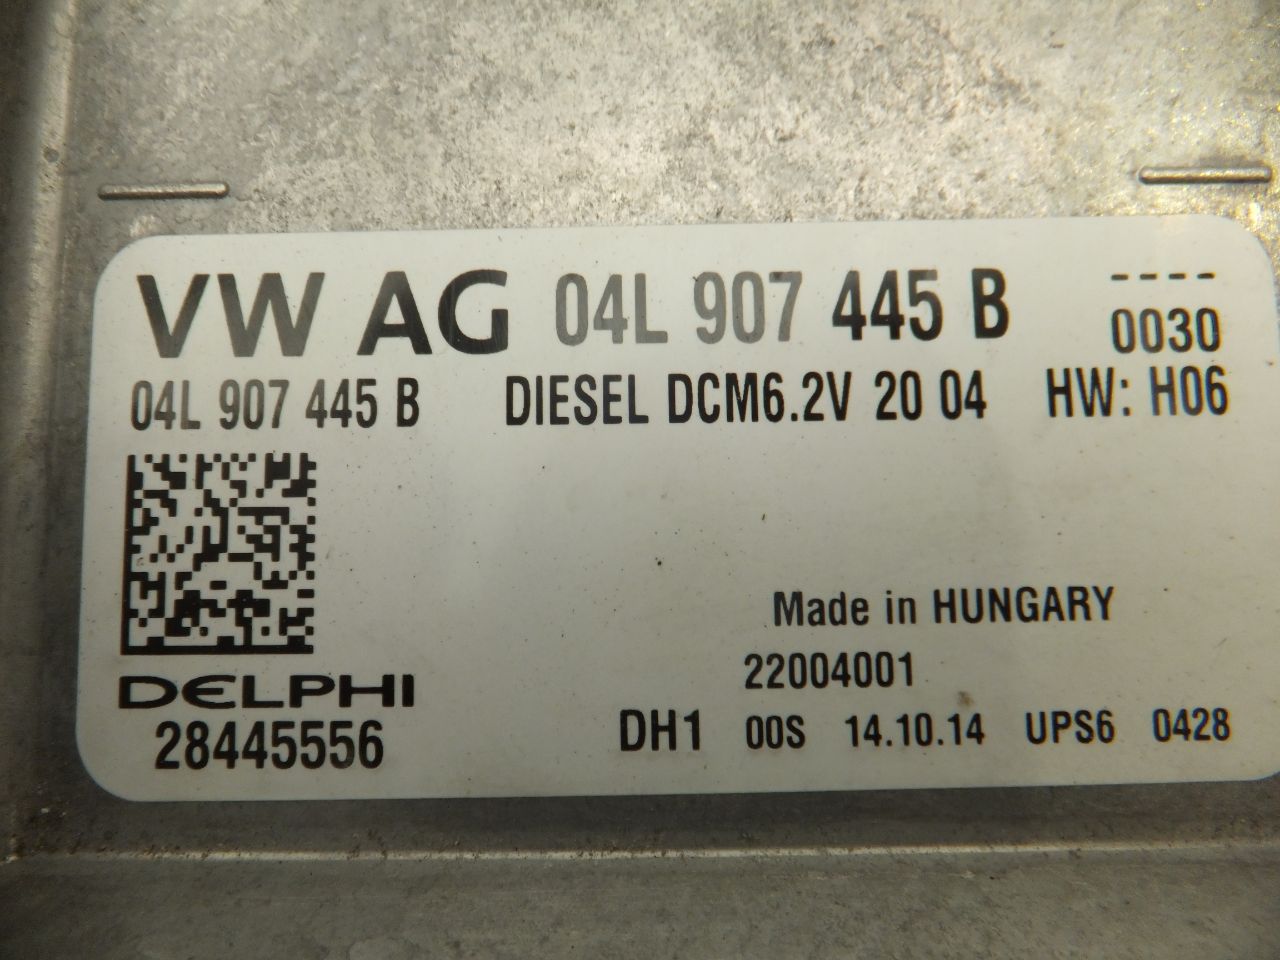 VW AG 04L 907 445 B ----
0030
04L 907 445 B DIESEL DCM6.2V 20 04 HW: H06
Made in HUNGARY
22004001
DELPHI
28445556
DH1 00S 14.10.14 UPS6 0428